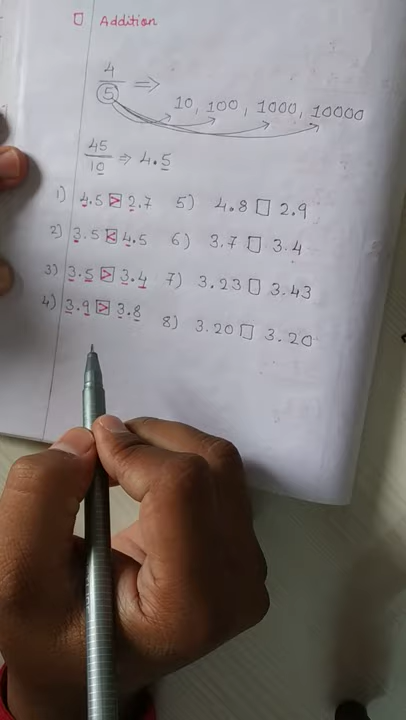 Addition
4/5 ⇒ 10, 100, 1000, 10000
45/10 ⇒ 4.5
1) 4.5 > 2.7 5) 4.8 □ 2.9
2) 3.5 < 4.5 6) 3.7 □ 3.4
3) 3.5 > 3.4 7) 3.23 □ 3.43
4) 3.9 > 3.8 8) 3.20 □ 3.20